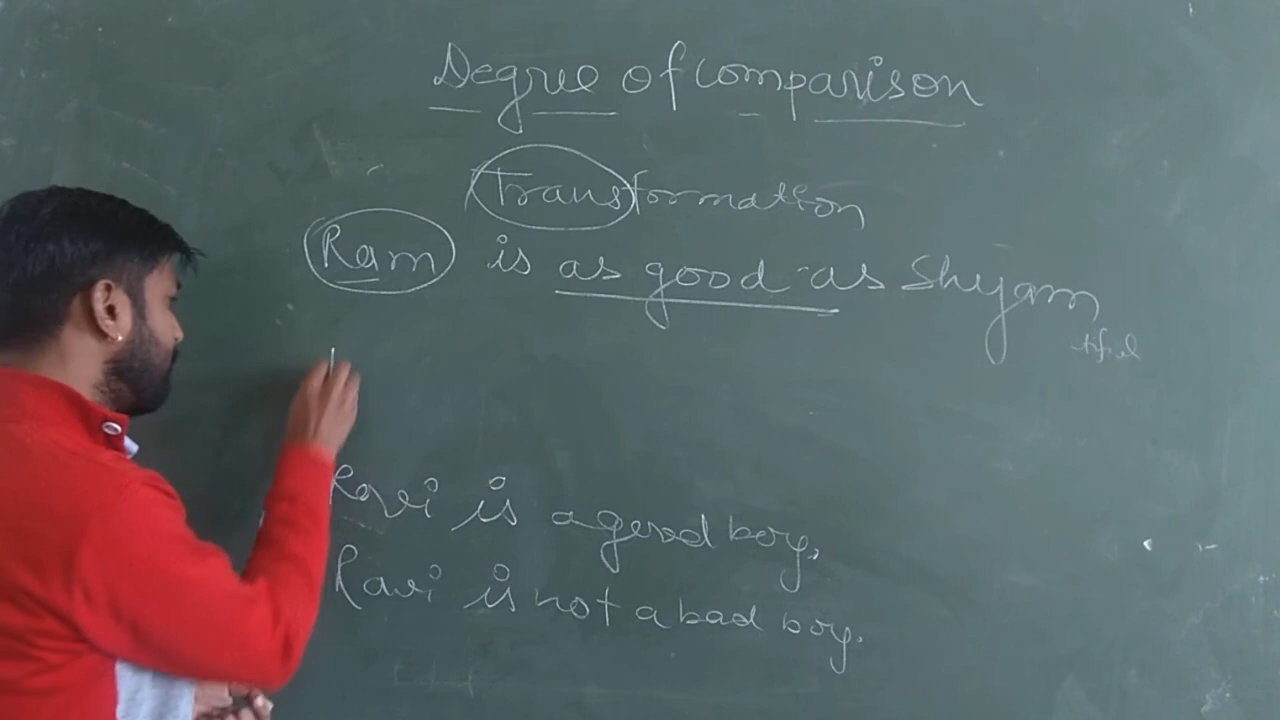 Degree of comparison
Transformation
Ram is as good as Shyam
tiful
Ravi is a good boy.
Ravi is not a bad boy.